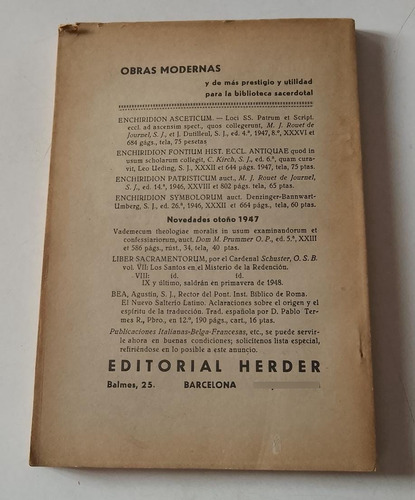 OBRAS MODERNAS
y de más prestigio y utilidad
para la biblioteca sacerdotal
ENCHIRIDION ASCETICUM. — Loci SS. Patrum et Script.
eccl. ad ascensim spect., quos collegerunt, M. J. Rouet de
Journel, S. J., et J. Dutilleul, S. J., ed. 4.ª, 1947, 8.º, XXXVI et
684 págs., tela, 75 pesetas
ENCHIRIDION FONTIUM HIST. ECCL. ANTIQUAE quod in
usum scholarum collegit, C. Kirch, S. J., ed. 6.ª, quam cura-
vit, Leo Ueding, S. J., XXXII et 644 págs. 1947, tela, 75 ptas.
ENCHIRIDION PATRISTICUM auct., M. J. Rouet de Journel,
S. J., ed. 14.ª, 1946, XXVIII et 802 págs. tela, 65 ptas.
ENCHIRIDION SYMBOLORUM auct. Denzinger-Bannwart-
Umberg, S. J., ed. 26.ª, 1946, XXXII et 664 págs., tela, 60 ptas.
Novedades otoño 1947
Vademecum theologiae moralis in usum examinandorum et
confessariorum, auct. Dom M. Prummer O. P., ed. 5.ª, XXIII
et 586 págs., rúst., 34, tela, 40 ptas.
LIBER SACRAMENTORUM, por el Cardenal Schuster, O. S. B.
vol. VII: Los Santos en el Misterio de la Redención.
VIII: íd. íd.
IX y último, saldrán en primavera de 1948.
BEA, Agustín, S. J., Rector del Pont. Inst. Bíblico de Roma.
El Nuevo Salterio Latino. Aclaraciones sobre el origen y el
espíritu de la traducción. Trad. española por D. Pablo Ter-
mes R., Pbro., en 12.º, 190 págs., cart., 16 ptas.
Publicaciones Italianas-Belga-Francesas, etc., se puede servir-
le ahora en buenas condiciones; solicítenos lista especial,
refiriéndose en lo posible a este anuncio.
EDITORIAL HERDER
Balmes, 25. BARCELONA